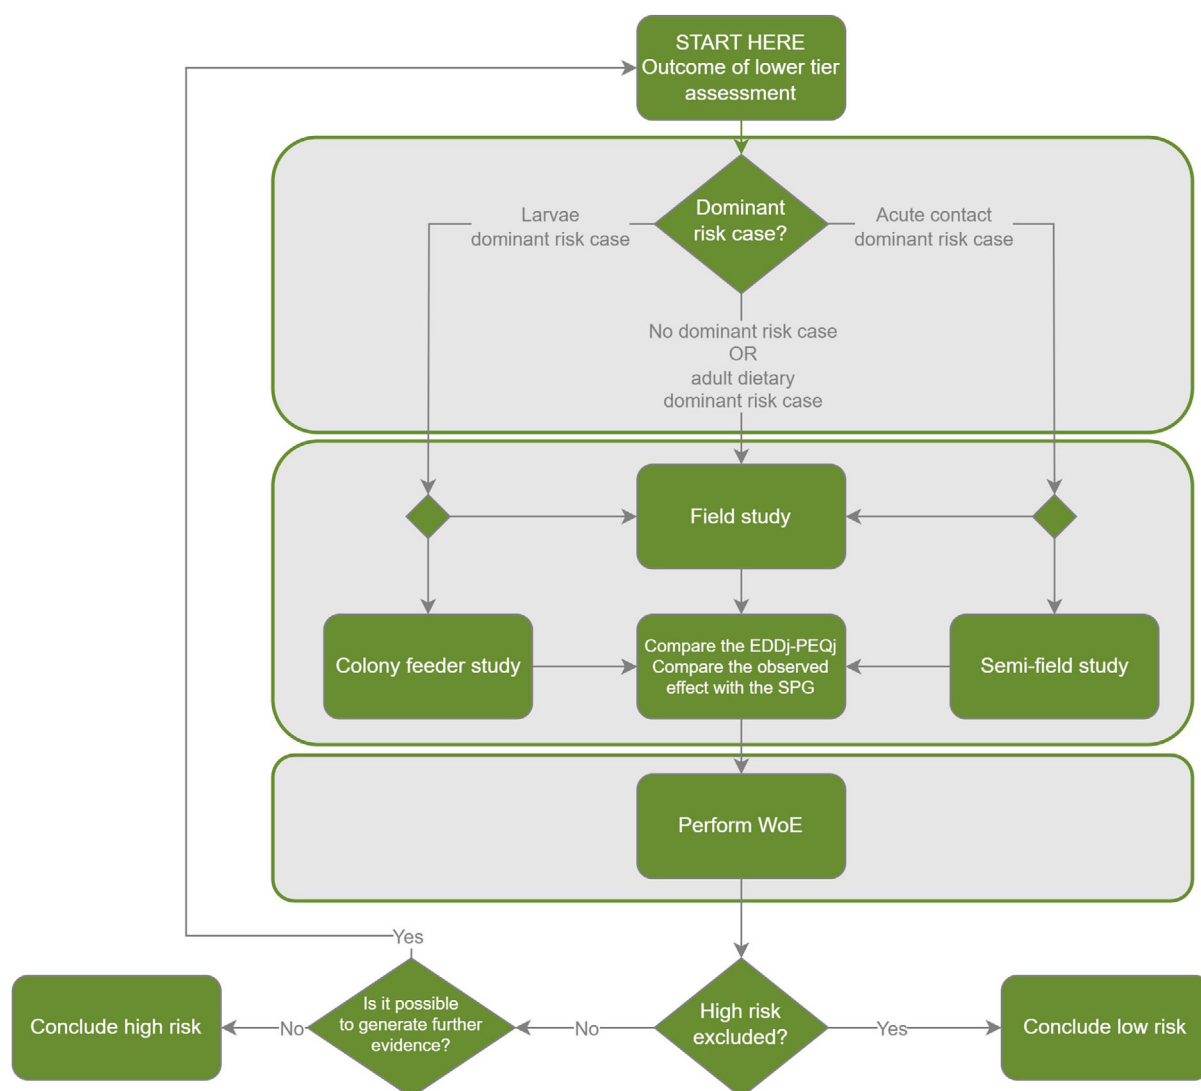 START HERE
Outcome of lower tier
assessment
Dominant
risk case?
Larvae
dominant risk case
Acute contact
dominant risk case
No dominant risk case
OR
adult dietary
dominant risk case
Field study
Colony feeder study
Compare the EDDj-PEQj
Compare the observed
effect with the SPG
Semi-field study
Perform WoE
High risk
excluded?
Yes
Conclude low risk
No
Is it possible
to generate further
evidence?
Yes
No
Conclude high risk